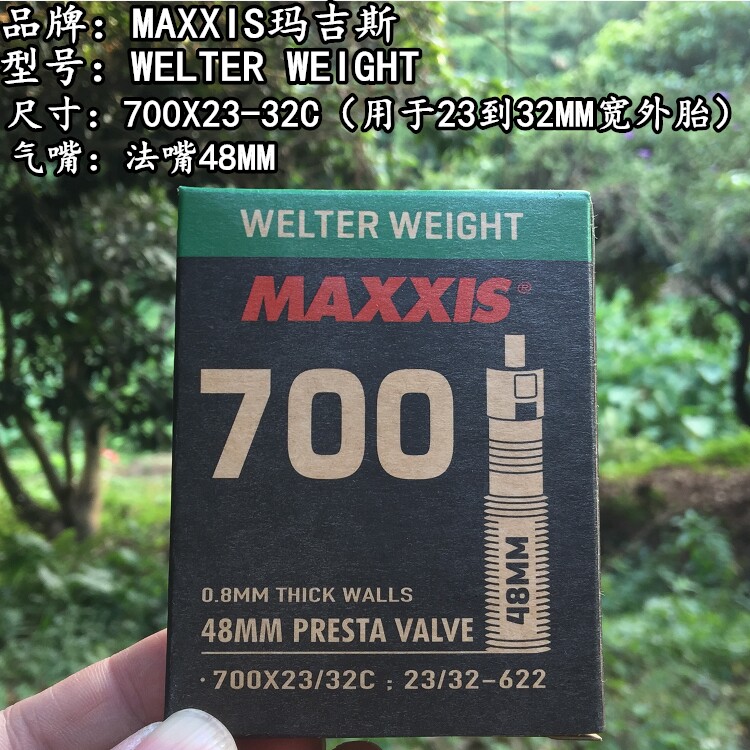 品牌：MAXXIS玛吉斯
型号：WELTER WEIGHT
尺寸：700X23-32C（用于23到32MM宽外胎）
气嘴：法嘴48MM
WELTER WEIGHT
MAXXIS®
700
48MM
0.8MM THICK WALLS
48MM PRESTA VALVE
·700X23/32C ; 23/32-622